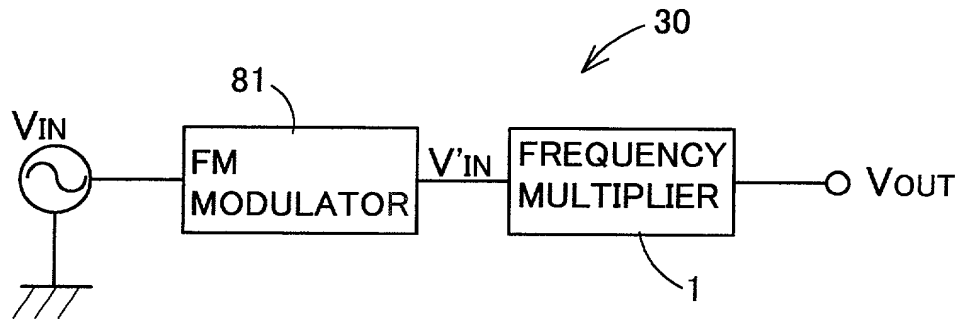 30
81
VIN
FM
MODULATOR
V'IN
FREQUENCY
MULTIPLIER
VOUT
1